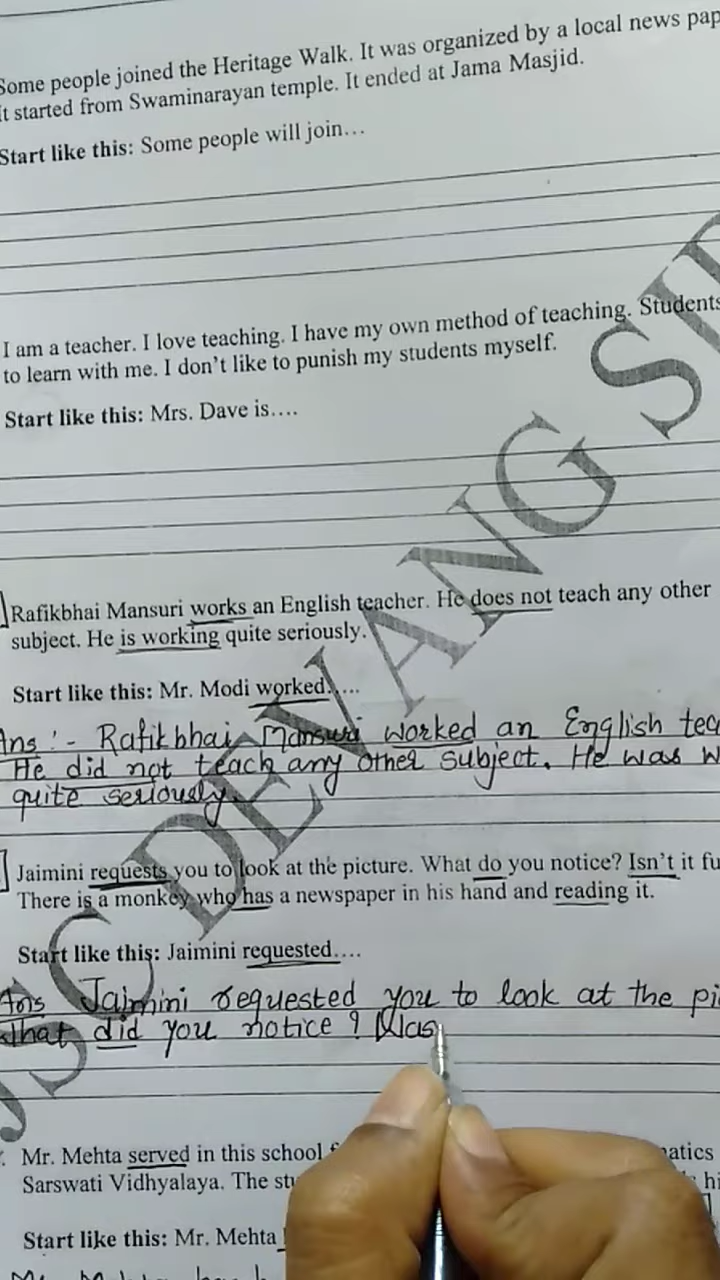 Some people joined the Heritage Walk. It was organized by a local news pap
It started from Swaminarayan temple. It ended at Jama Masjid.
Start like this: Some people will join…
I am a teacher. I love teaching. I have my own method of teaching. Students
to learn with me. I don't like to punish my students myself.
Start like this: Mrs. Dave is….
Rafikbhai Mansuri works an English teacher. He does not teach any other
subject. He is working quite seriously.
Start like this: Mr. Modi worked.…
Ans :- Rafikbhai Mansuri worked an English teac
He did not teach any other subject. He was w
quite seriously.
Jaimini requests you to look at the picture. What do you notice? Isn't it fu
There is a monkey who has a newspaper in his hand and reading it.
Start like this: Jaimini requested….
Ans Jaimini requested you to look at the pi
What did you notice ? Was
Mr. Mehta served in this school f
Sarswati Vidhyalaya. The stu
Start like this: Mr. Mehta
DEVANG SIR